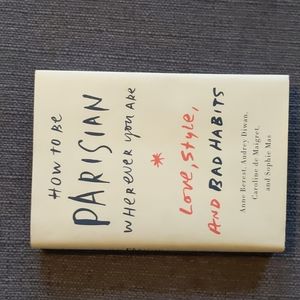 HOW TO BE
PARISIAN
WHEREVER YOU ARE
*
Love, Style,
AND BAD HABITS
Anne Berest, Audrey Diwan,
Caroline de Maigret,
and Sophie Mas